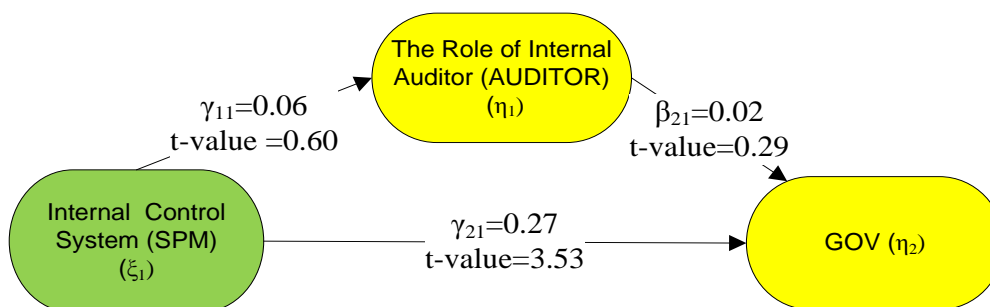 The Role of Internal
Auditor (AUDITOR)
(η₁)
γ₁₁=0.06
t-value =0.60
β₂₁=0.02
t-value=0.29
Internal Control
System (SPM)
(ξ₁)
γ₂₁=0.27
t-value=3.53
GOV (η₂)